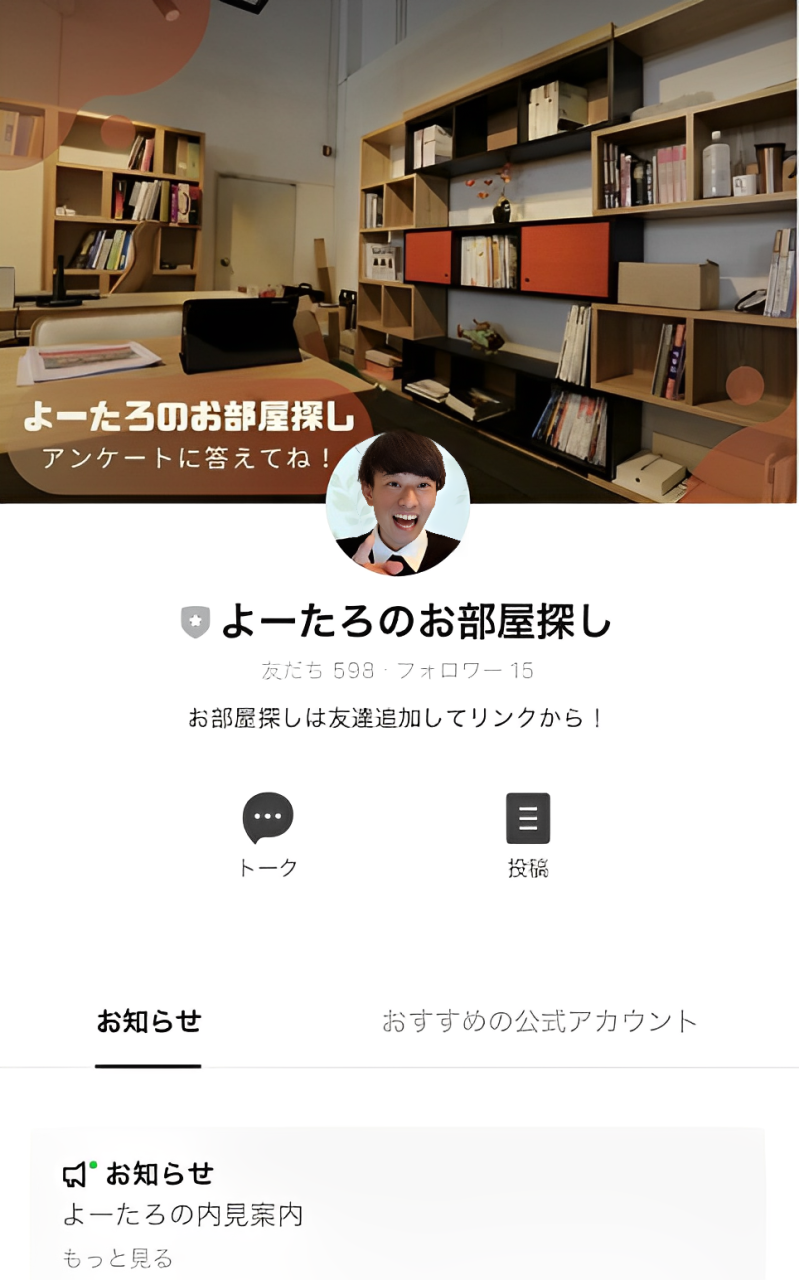 よーたろのお部屋探し
アンケートに答えてね！
よーたろのお部屋探し
友だち 598・フォロワー 15
お部屋探しは友達追加してリンクから！
トーク
投稿
お知らせ
おすすめの公式アカウント
お知らせ
よーたろの内見案内
もっと見る